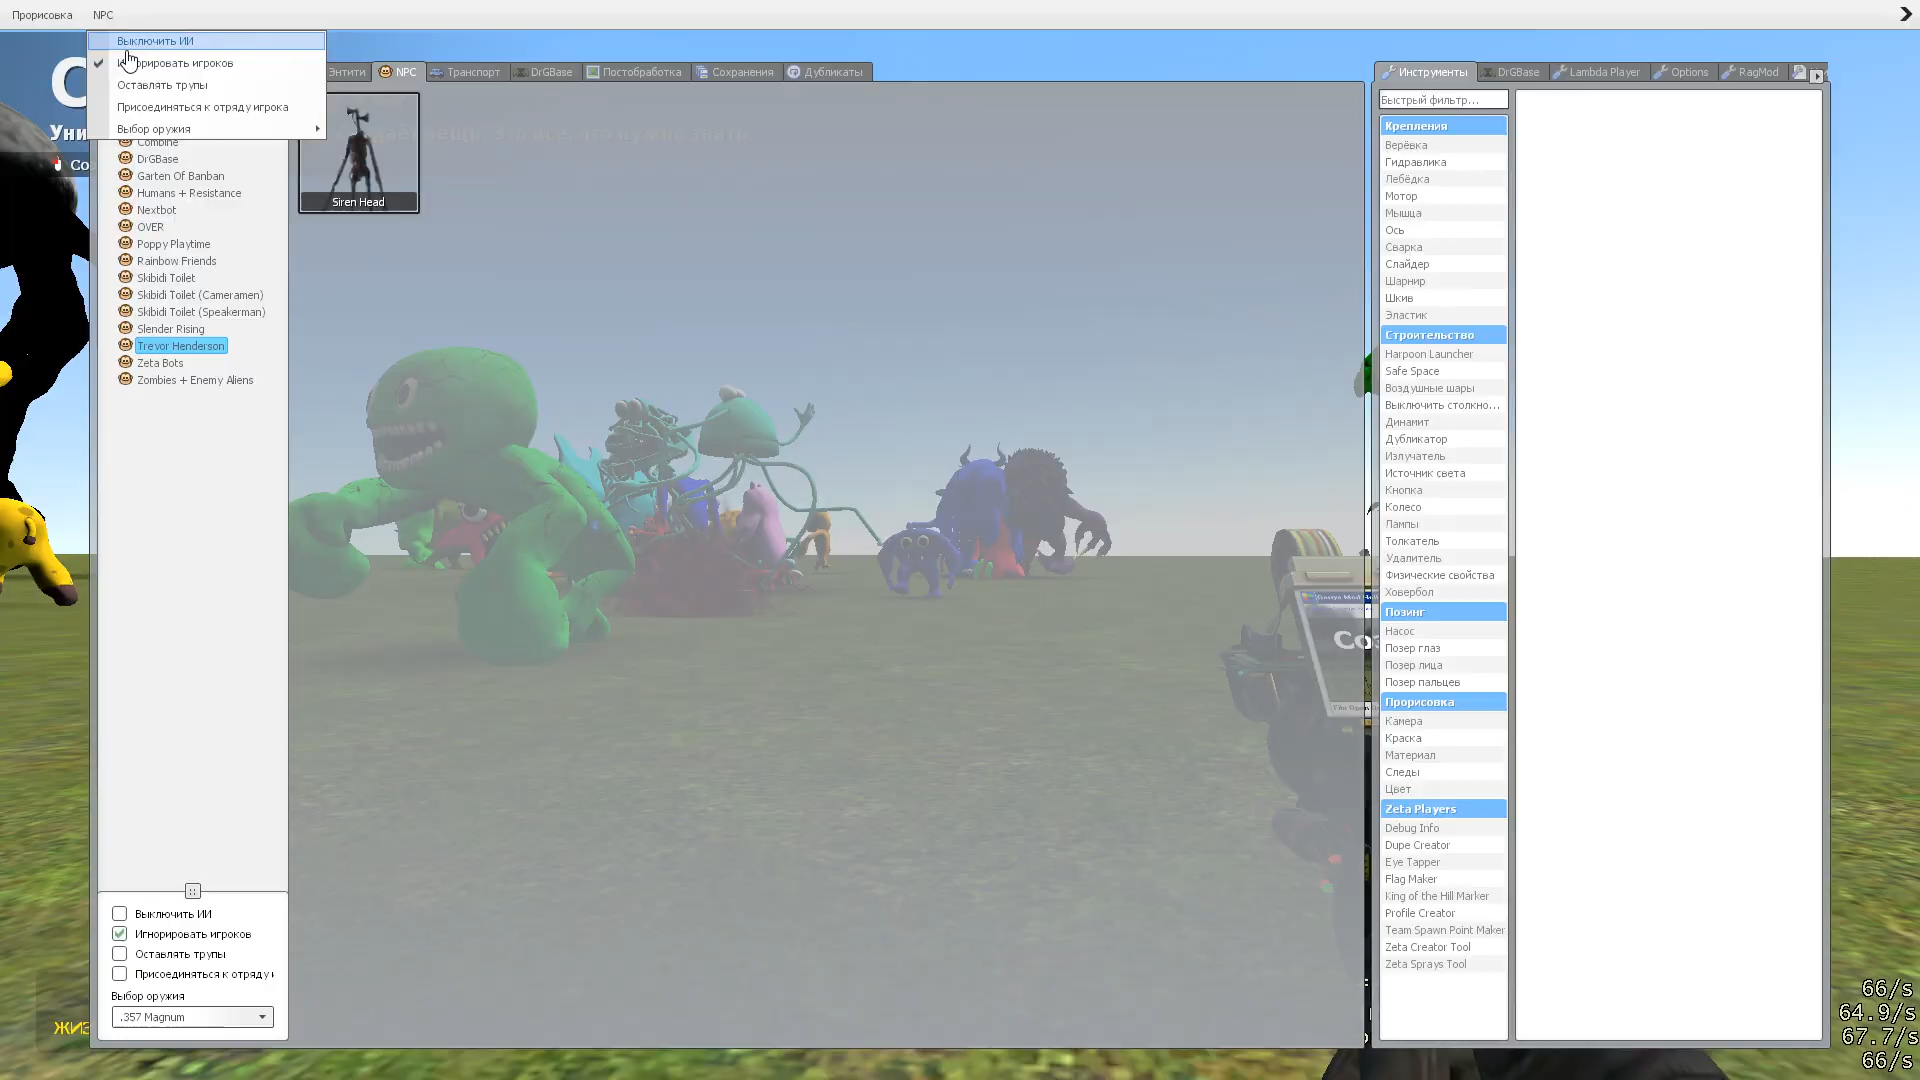 Прорисовка
NPC
Выключить ИИ
Игнорировать игроков
Оставлять трупы
Присоединяться к отряду игрока
Выбор оружия
Уни
Со
Энтити
NPC
Транспорт
DrGBase
Постобработка
Сохранения
Дубликаты
Combine
DrGBase
Garten Of Banban
Humans + Resistance
Nextbot
OVER
Poppy Playtime
Rainbow Friends
Skibidi Toilet
Skibidi Toilet (Cameramen)
Skibidi Toilet (Speakerman)
Slender Rising
Trevor Henderson
Zeta Bots
Zombies + Enemy Aliens
Siren Head
Выключить ИИ
Игнорировать игроков
Оставлять трупы
Присоединяться к отряду и
Выбор оружия
.357 Magnum
Инструменты
DrGBase
Lambda Player
Options
RagMod
Быстрый фильтр...
Крепления
Верёвка
Гидравлика
Лебёдка
Мотор
Мышца
Ось
Сварка
Слайдер
Шарнир
Шкив
Эластик
Строительство
Harpoon Launcher
Safe Space
Воздушные шары
Выключить столкно...
Динамит
Дубликатор
Излучатель
Источник света
Кнопка
Колесо
Лампы
Толкатель
Удалитель
Физические свойства
Ховербол
Позинг
Насос
Позер глаз
Позер лица
Позер пальцев
Прорисовка
Камера
Краска
Материал
Следы
Цвет
Zeta Players
Debug Info
Dupe Creator
Eye Tapper
Flag Maker
King of the Hill Marker
Profile Creator
Team Spawn Point Maker
Zeta Creator Tool
Zeta Sprays Tool
Соз
ЖИЗ
66/s
64.9/s
67.7/s
66/s